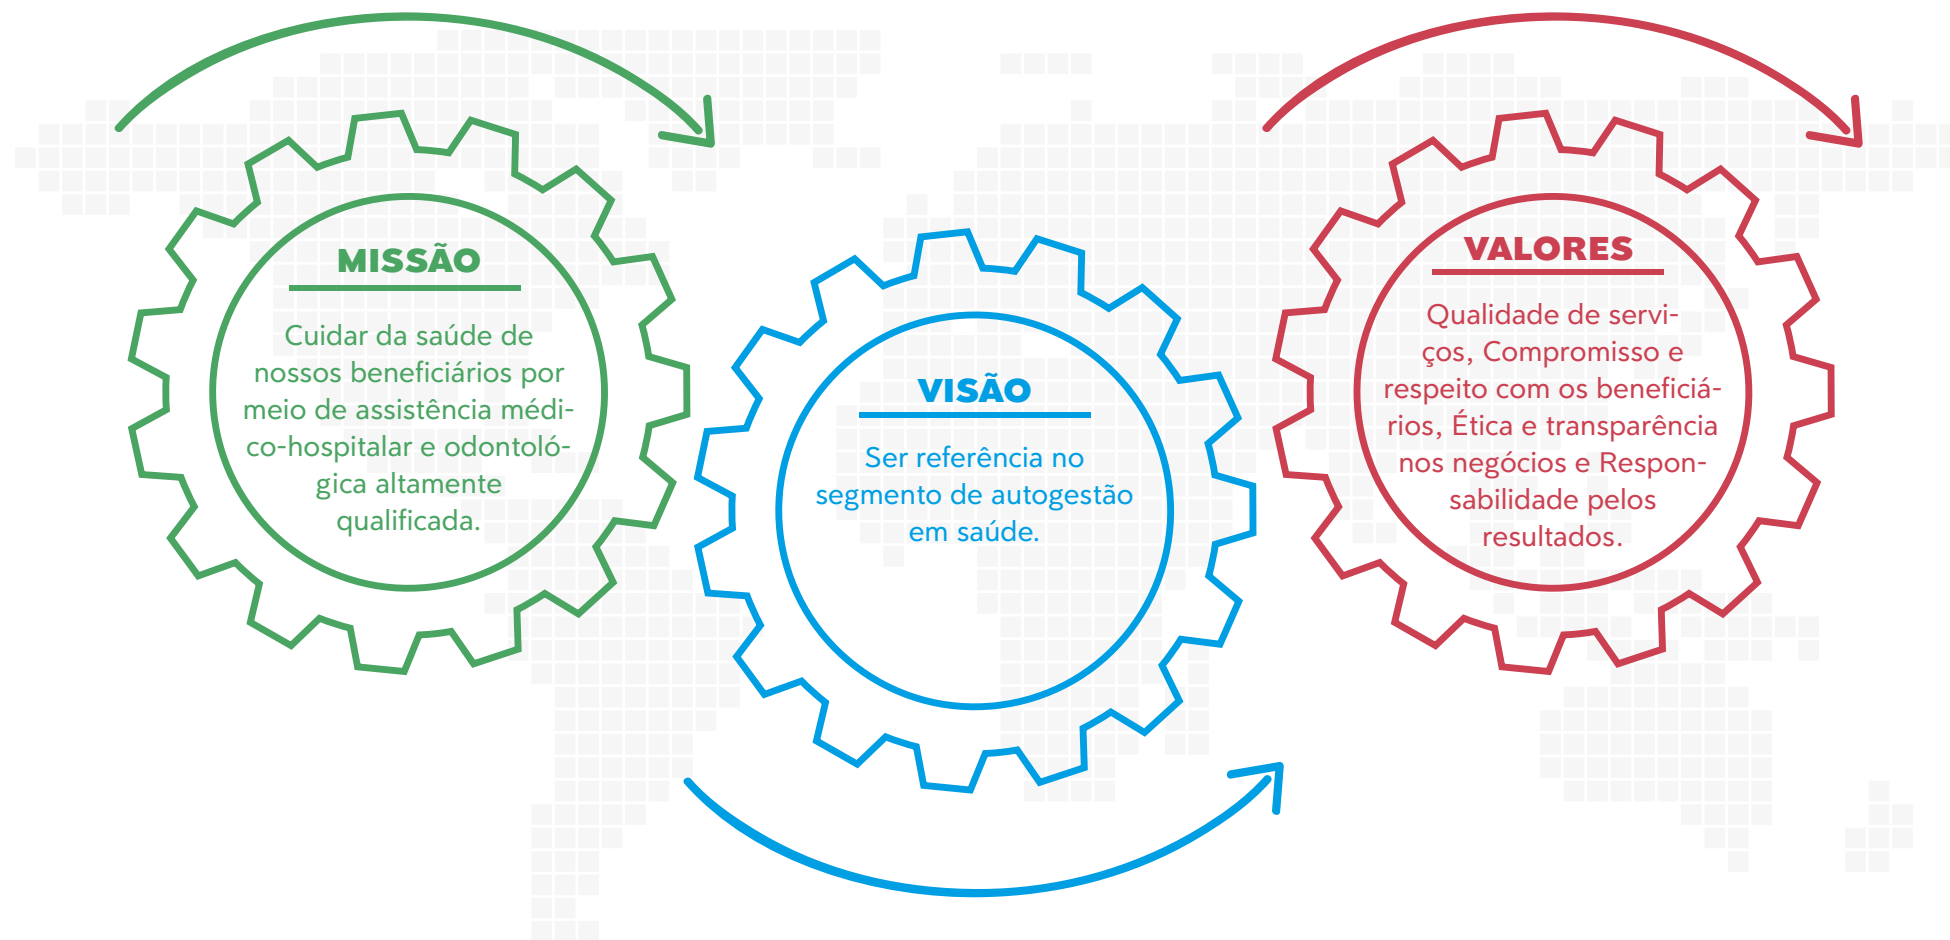 MISSÃO
Cuidar da saúde de
nossos beneficiários por
meio de assistência médi-
co-hospitalar e odontoló-
gica altamente
qualificada.
VISÃO
Ser referência no
segmento de autogestão
em saúde.
VALORES
Qualidade de servi-
ços, Compromisso e
respeito com os beneficiá-
rios, Ética e transparência
nos negócios e Respon-
sabilidade pelos
resultados.